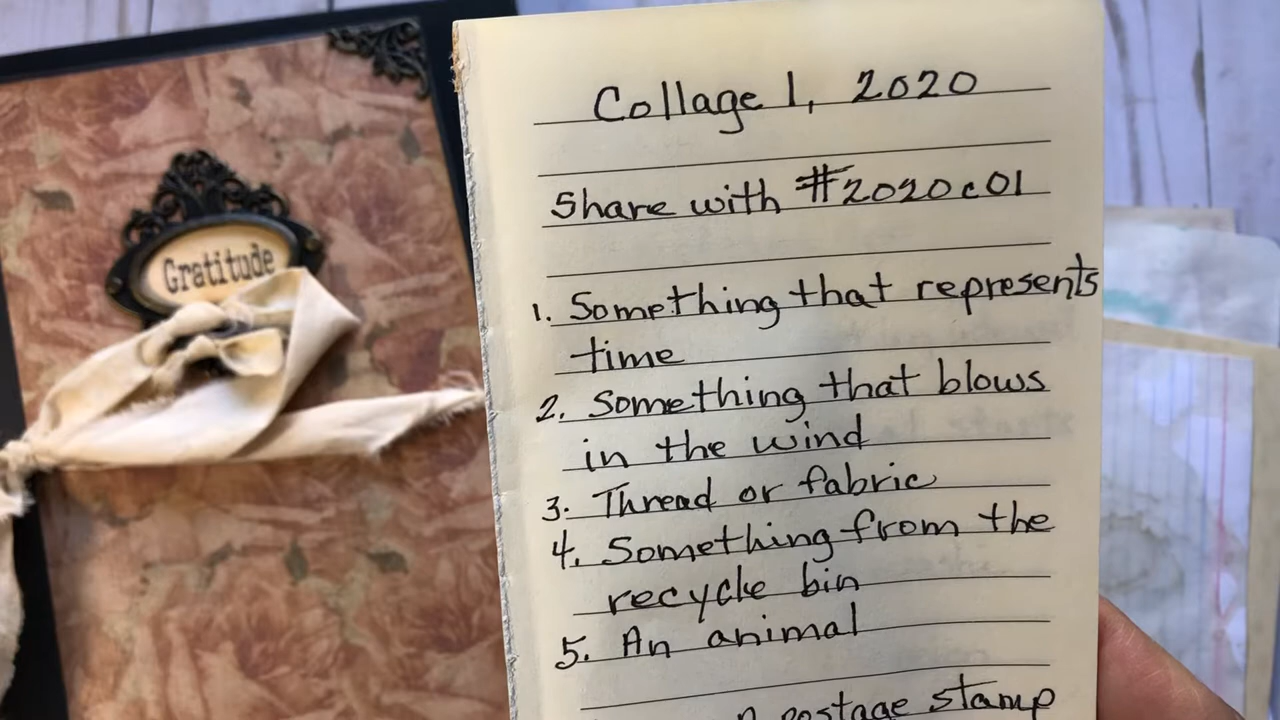 Gratitude
Collage 1, 2020
Share with #2020c01
1. Something that represents
time
2. Something that blows
in the wind
3. Thread or fabric
4. Something from the
recycle bin
5. An animal
postage stamp